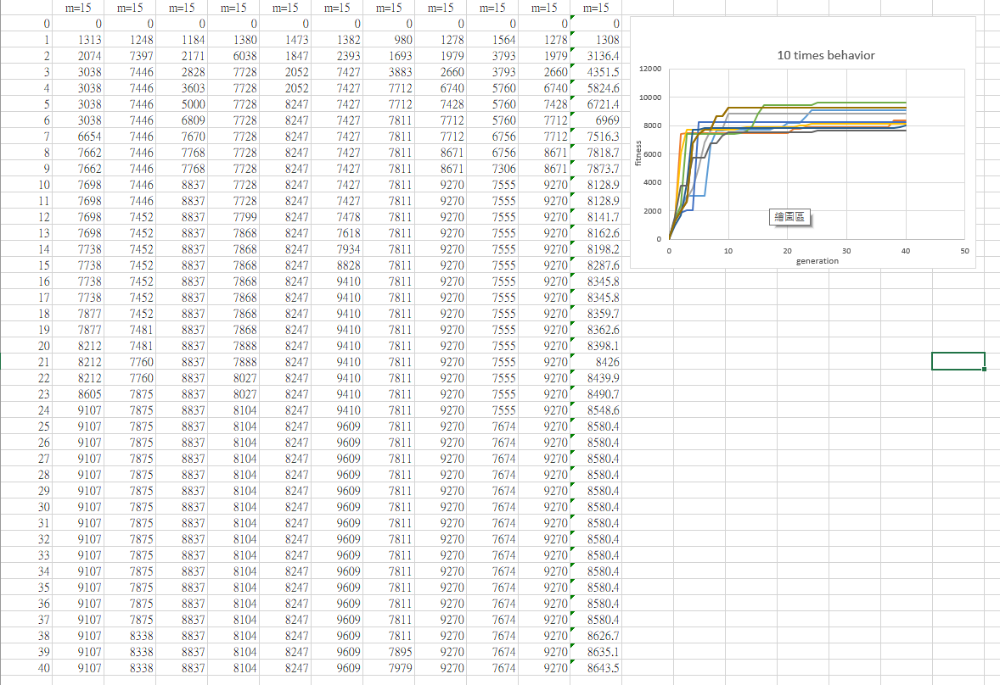 m=15 m=15 m=15 m=15 m=15 m=15 m=15 m=15 m=15 m=15 m=15
0 0 0 0 0 0 0 0 0 0 0 0
1 1313 1248 1184 1380 1473 1382 980 1278 1564 1278 1308
2 2074 7397 2171 6038 1847 2393 1693 1979 3793 1979 3136.4
3 3038 7446 2828 7728 2052 7427 3883 2660 3793 2660 4351.5
4 3038 7446 3603 7728 2052 7427 7712 6740 5760 6740 5824.6
5 3038 7446 5000 7728 8247 7427 7712 7428 5760 7428 6721.4
6 3038 7446 6809 7728 8247 7427 7811 7712 5760 7712 6969
7 6654 7446 7670 7728 8247 7427 7811 7712 6756 7712 7516.3
8 7662 7446 7768 7728 8247 7427 7811 8671 6756 8671 7818.7
9 7662 7446 7768 7728 8247 7427 7811 8671 7306 8671 7873.7
10 7698 7446 8837 7728 8247 7427 7811 9270 7555 9270 8128.9
11 7698 7446 8837 7728 8247 7427 7811 9270 7555 9270 8128.9
12 7698 7452 8837 7799 8247 7478 7811 9270 7555 9270 8141.7
13 7698 7452 8837 7868 8247 7618 7811 9270 7555 9270 8162.6
14 7738 7452 8837 7868 8247 7934 7811 9270 7555 9270 8198.2
15 7738 7452 8837 7868 8247 8828 7811 9270 7555 9270 8287.6
16 7738 7452 8837 7868 8247 9410 7811 9270 7555 9270 8345.8
17 7738 7452 8837 7868 8247 9410 7811 9270 7555 9270 8345.8
18 7877 7452 8837 7868 8247 9410 7811 9270 7555 9270 8359.7
19 7877 7481 8837 7868 8247 9410 7811 9270 7555 9270 8362.6
20 8212 7481 8837 7888 8247 9410 7811 9270 7555 9270 8398.1
21 8212 7760 8837 7888 8247 9410 7811 9270 7555 9270 8426
22 8212 7760 8837 8027 8247 9410 7811 9270 7555 9270 8439.9
23 8605 7875 8837 8027 8247 9410 7811 9270 7555 9270 8490.7
24 9107 7875 8837 8104 8247 9410 7811 9270 7555 9270 8548.6
25 9107 7875 8837 8104 8247 9609 7811 9270 7674 9270 8580.4
26 9107 7875 8837 8104 8247 9609 7811 9270 7674 9270 8580.4
27 9107 7875 8837 8104 8247 9609 7811 9270 7674 9270 8580.4
28 9107 7875 8837 8104 8247 9609 7811 9270 7674 9270 8580.4
29 9107 7875 8837 8104 8247 9609 7811 9270 7674 9270 8580.4
30 9107 7875 8837 8104 8247 9609 7811 9270 7674 9270 8580.4
31 9107 7875 8837 8104 8247 9609 7811 9270 7674 9270 8580.4
32 9107 7875 8837 8104 8247 9609 7811 9270 7674 9270 8580.4
33 9107 7875 8837 8104 8247 9609 7811 9270 7674 9270 8580.4
34 9107 7875 8837 8104 8247 9609 7811 9270 7674 9270 8580.4
35 9107 7875 8837 8104 8247 9609 7811 9270 7674 9270 8580.4
36 9107 7875 8837 8104 8247 9609 7811 9270 7674 9270 8580.4
37 9107 7875 8837 8104 8247 9609 7811 9270 7674 9270 8580.4
38 9107 8338 8837 8104 8247 9609 7811 9270 7674 9270 8626.7
39 9107 8338 8837 8104 8247 9609 7895 9270 7674 9270 8635.1
40 9107 8338 8837 8104 8247 9609 7979 9270 7674 9270 8643.5
10 times behavior
12000
10000
8000
6000
4000
2000
0
fitness
繪圖區
0 10 20 30 40 50
generation